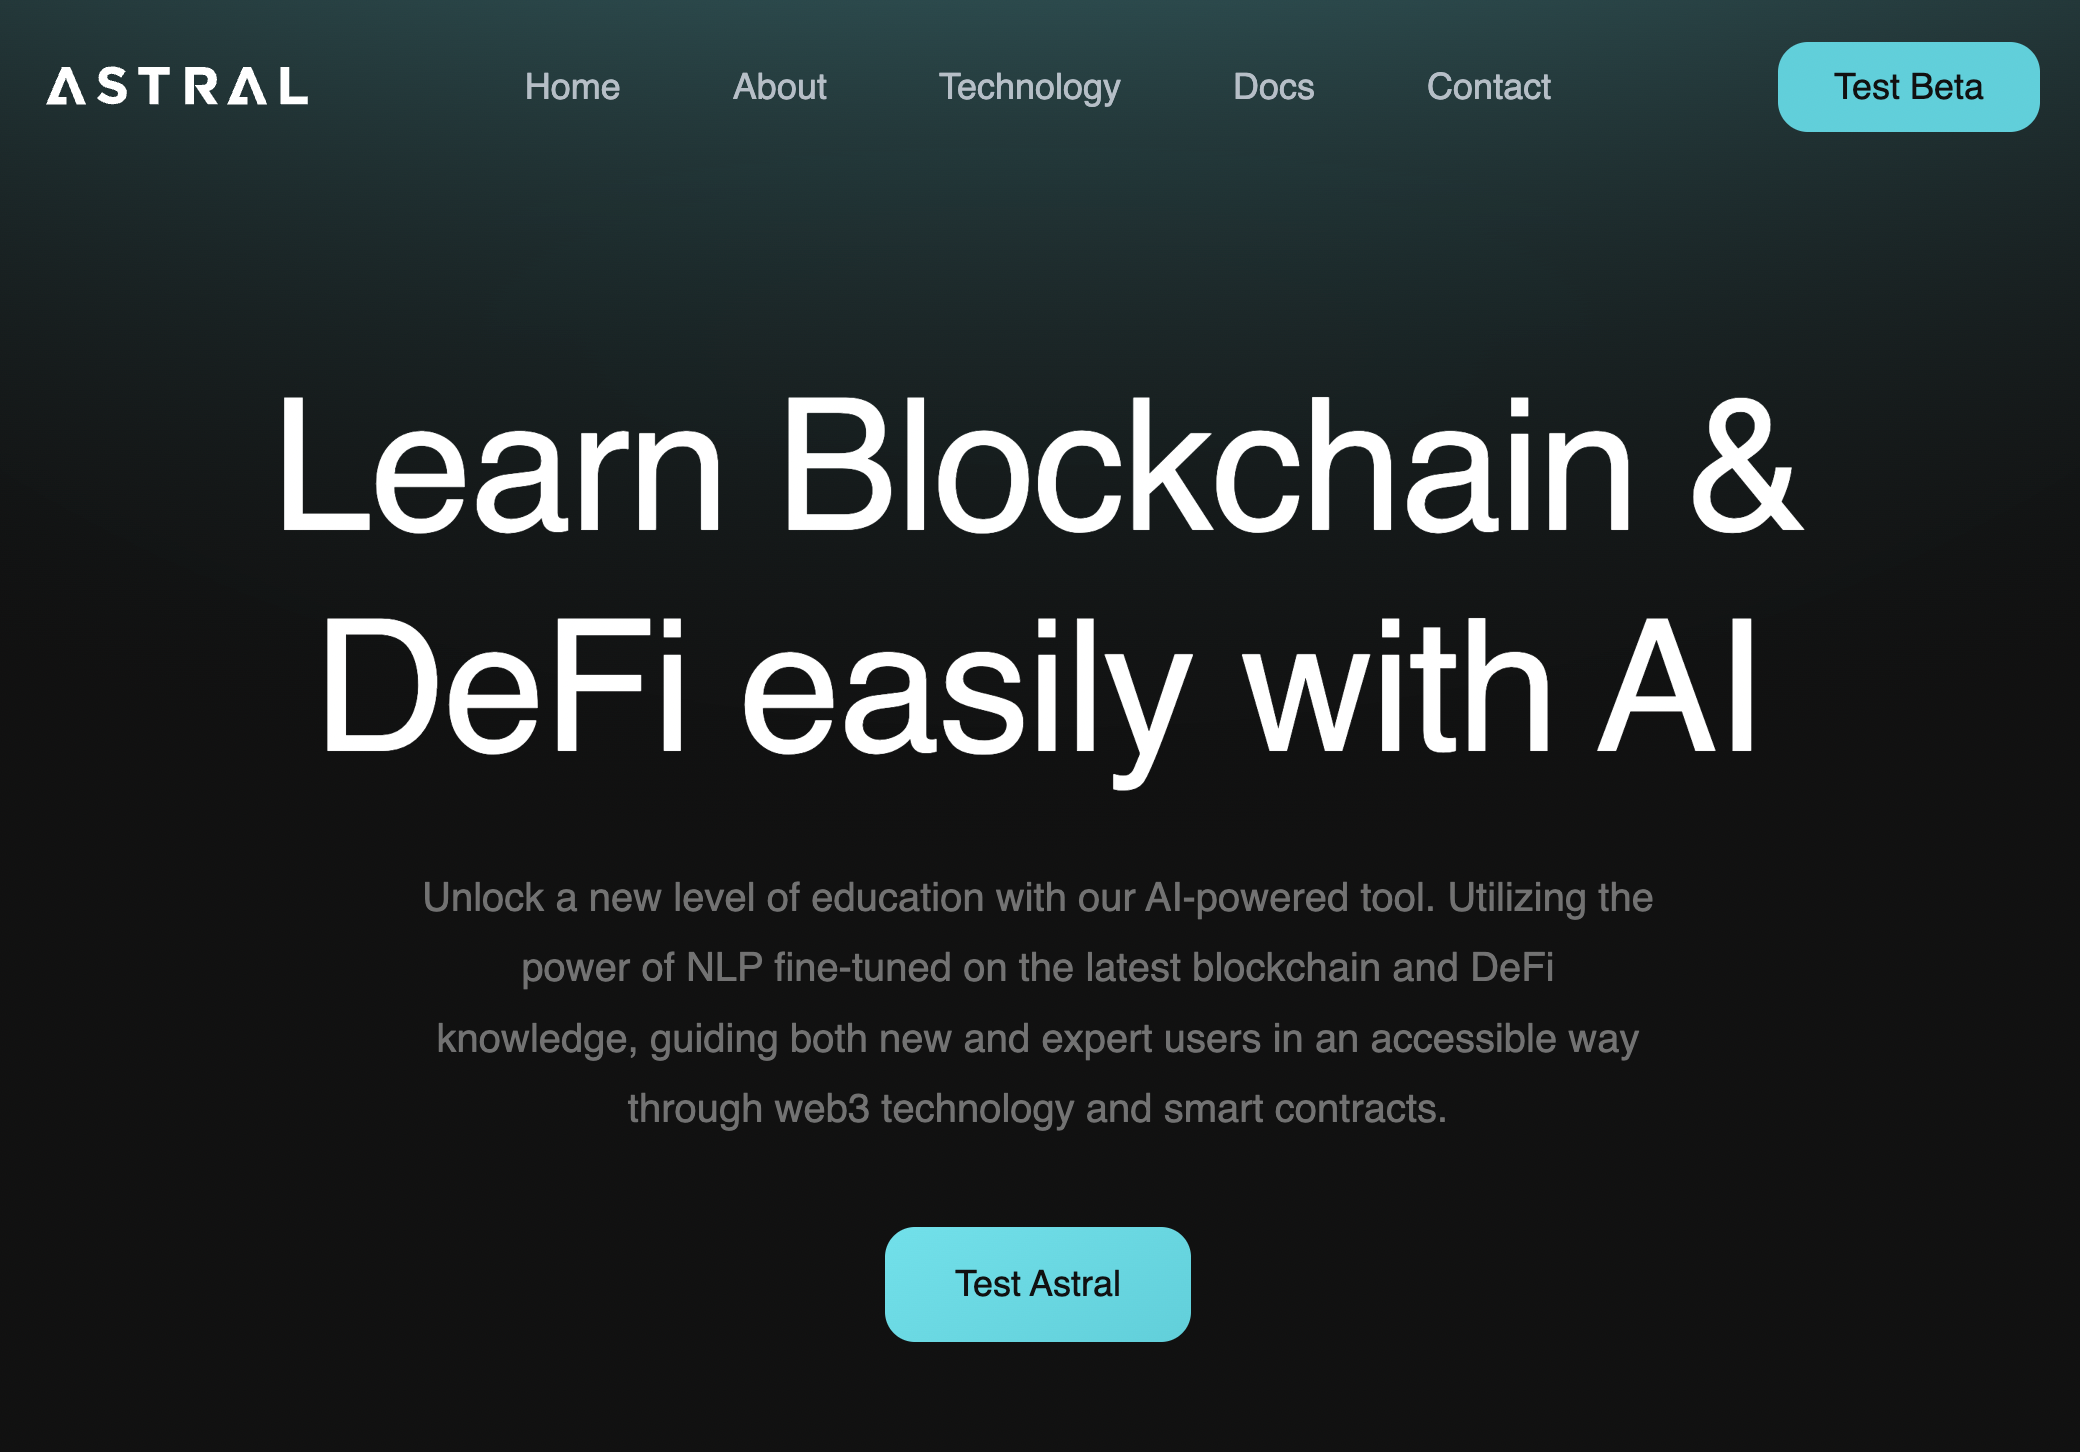 ASTRAL
Home
About
Technology
Docs
Contact
Test Beta
Learn Blockchain &
DeFi easily with AI
Unlock a new level of education with our AI-powered tool. Utilizing the
power of NLP fine-tuned on the latest blockchain and DeFi
knowledge, guiding both new and expert users in an accessible way
through web3 technology and smart contracts.
Test Astral